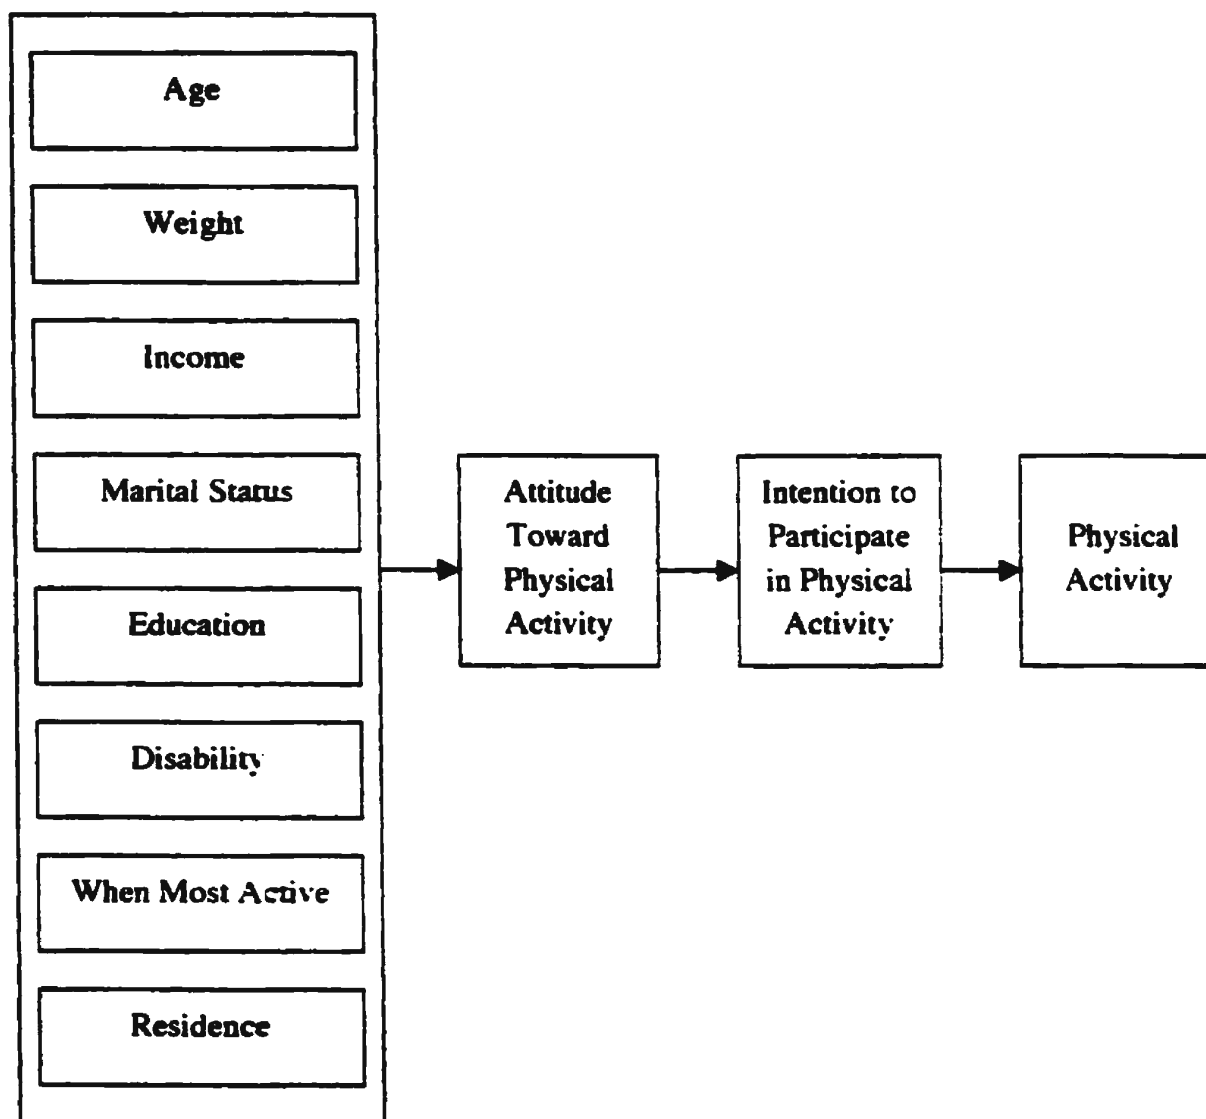 Age
Weight
Income
Marital Status
Education
Disability
When Most Active
Residence
Attitude
Toward
Physical
Activity
Intention to
Participate
in Physical
Activity
Physical
Activity